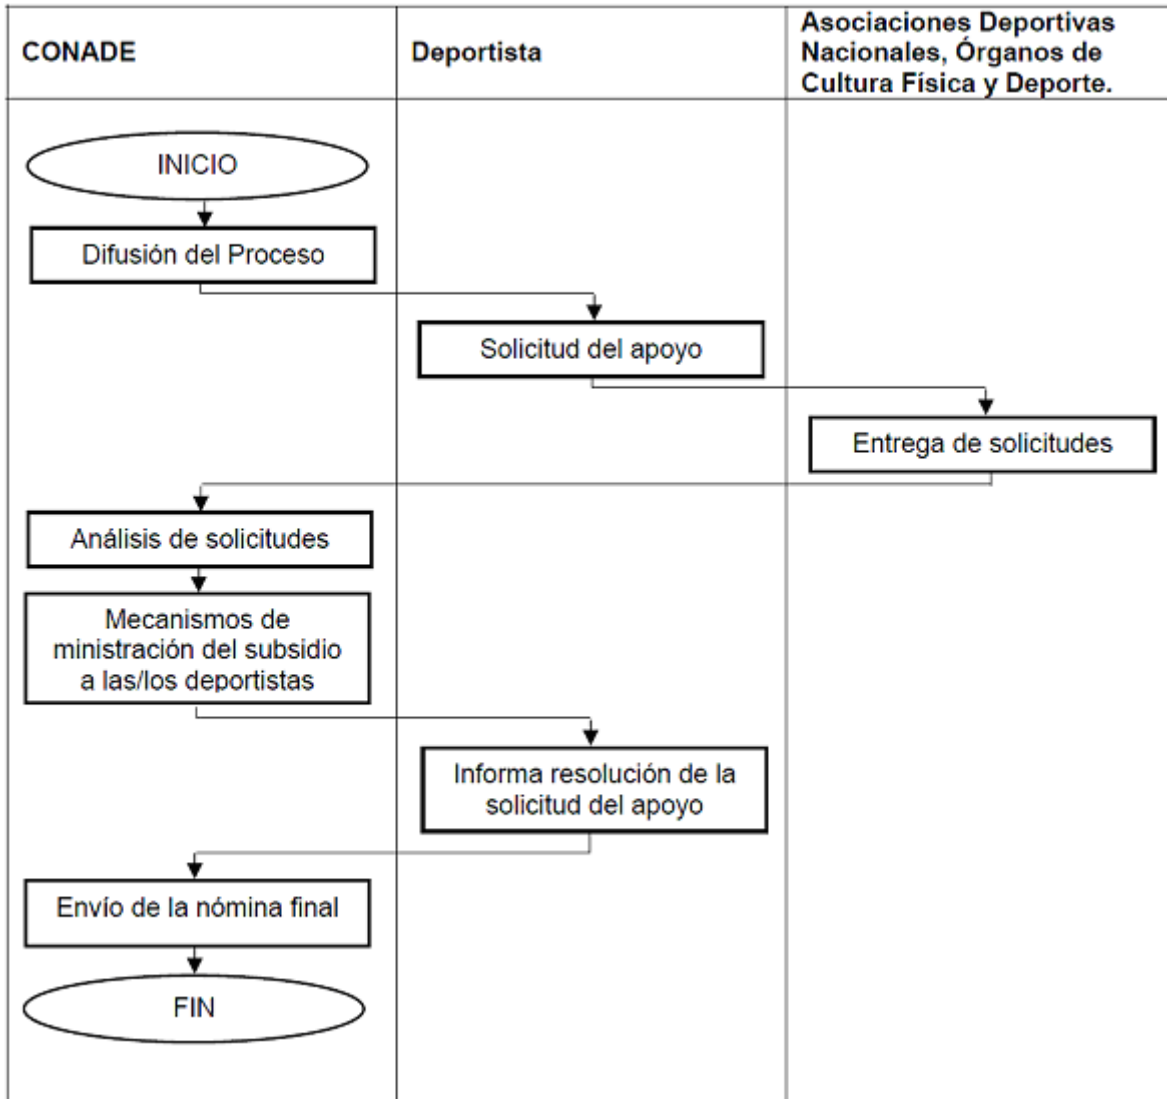 CONADE
Deportista
Asociaciones Deportivas
Nacionales, Órganos de
Cultura Física y Deporte.
INICIO
Difusión del Proceso
Solicitud del apoyo
Entrega de solicitudes
Análisis de solicitudes
Mecanismos de
ministración del subsidio
a las/los deportistas
Informa resolución de la
solicitud del apoyo
Envío de la nómina final
FIN